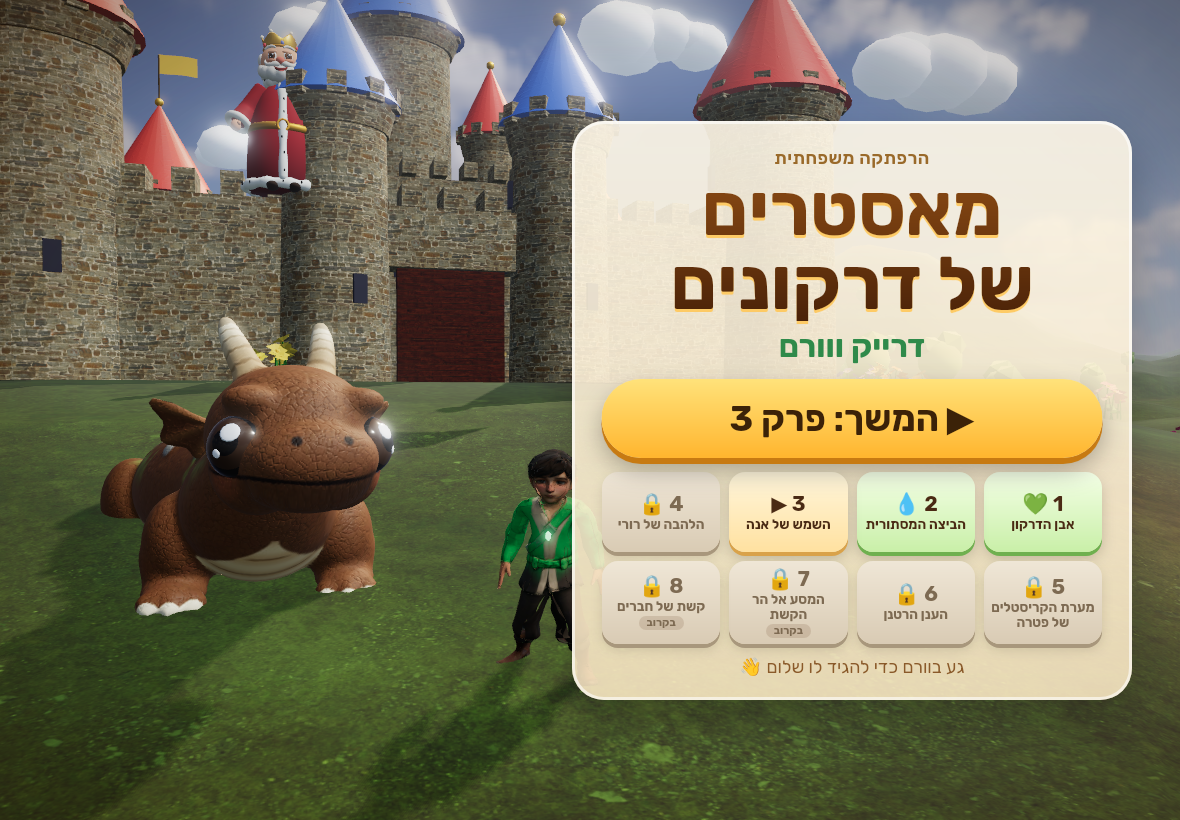 הרפתקה משפחתית
מאסטרים
של דרקונים
דרייק ווורם
▶ המשך: פרק 3
1 💚
אבן הדרקון
2 💧
הביצה המסתורית
3 ▶
השמש של אנה
4 🔒
הלהבה של רורי
5 🔒
מערת הקריסטלים
של פטרה
6 🔒
הענן הרטנן
7 🔒
המסע אל הר
הקשת
בקרוב
8 🔒
קשת של חברים
בקרוב
גע בוורם כדי להגיד לו שלום 👋